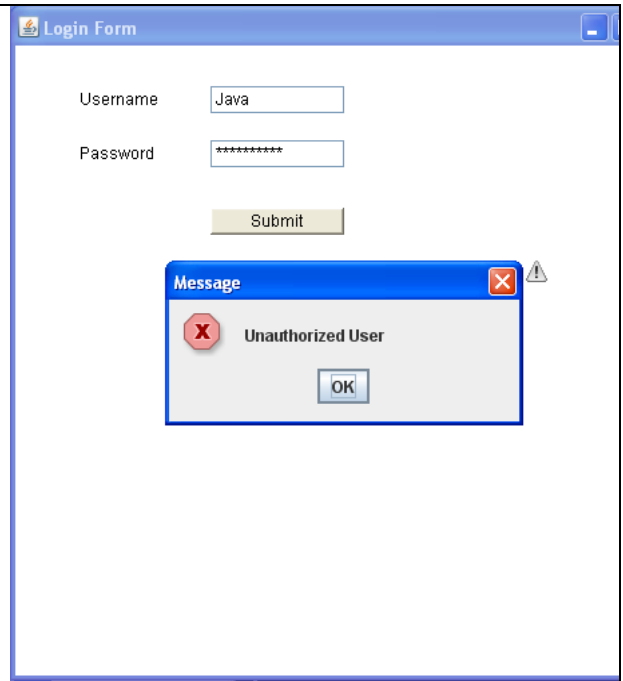 Login Form
Username Java
Password **********
Submit
Message
Unauthorized User
OK